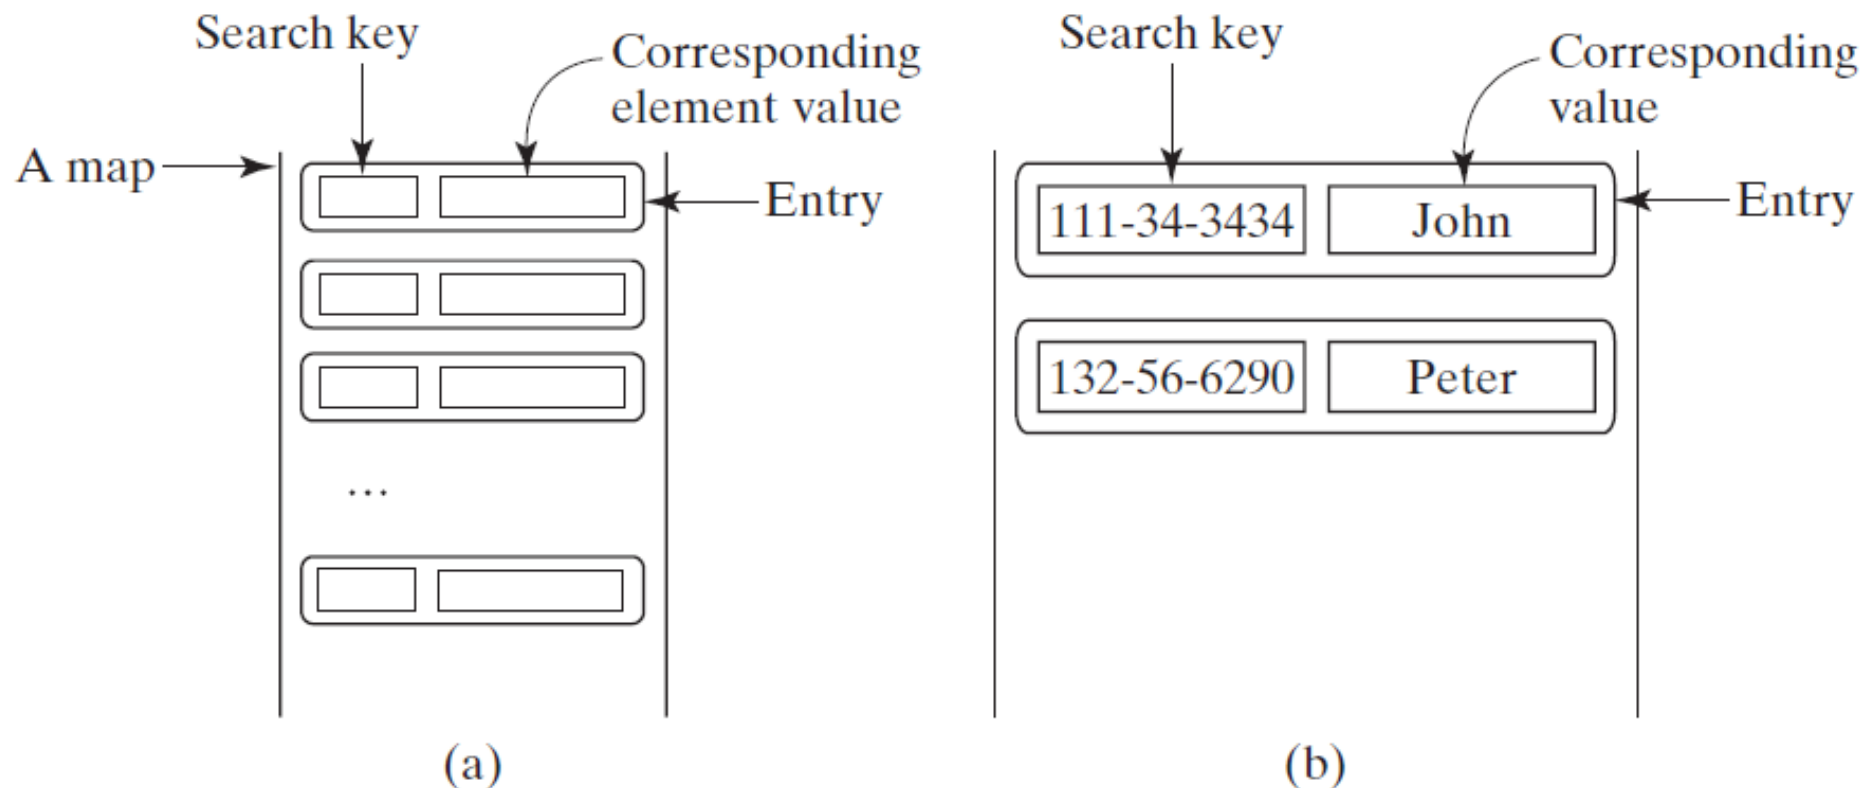 Search key
Corresponding
element value
A map
Entry
...
(a)
Search key
Corresponding
value
111-34-3434 John
Entry
132-56-6290 Peter
(b)